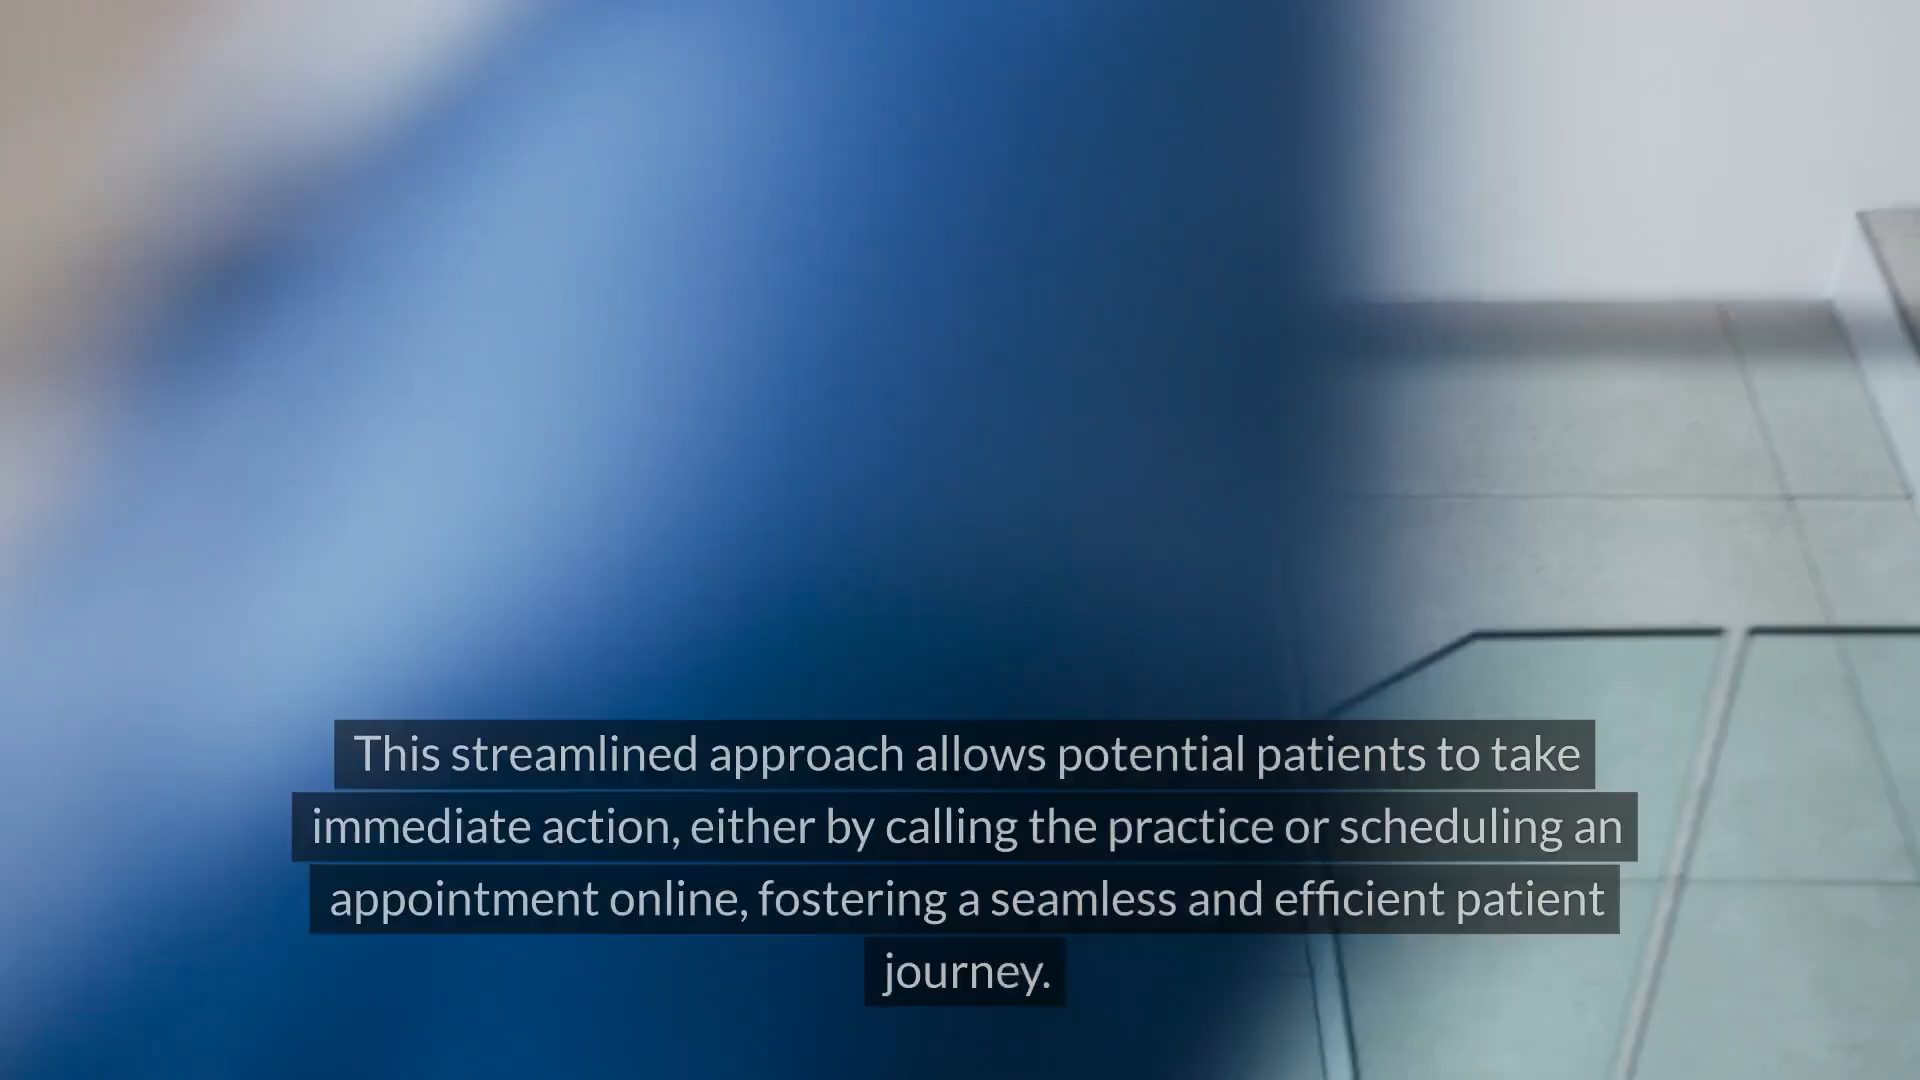 This streamlined approach allows potential patients to take
immediate action, either by calling the practice or scheduling an
appointment online, fostering a seamless and efficient patient
journey.